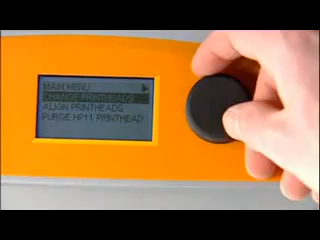 MAIN MENU
CHANGE PRINTHEADS
ALIGN PRINTHEADS
PURGE HP11 PRINTHEAD